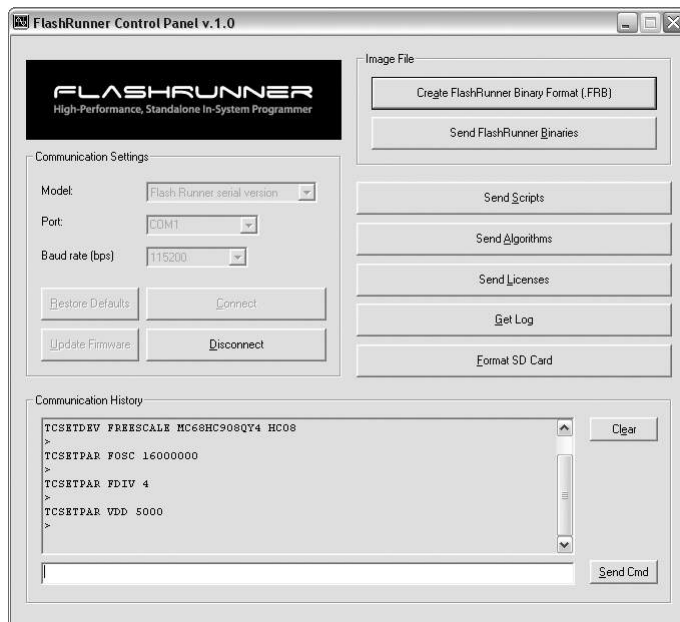 FlashRunner Control Panel v.1.0
FLASHRUNNER
High-Performance, Standalone In-System Programmer
Communication Settings
Model:
Flash Runner serial version
Port:
COM1
Baud rate (bps)
115200
Restore Defaults
Connect
Update Firmware
Disconnect
Image File
Create FlashRunner Binary Format (.FRB)
Send FlashRunner Binaries
Send Scripts
Send Algorithms
Send Licenses
Get Log
Format SD Card
Communication History
TCSETDEV FREESCALE MC68HC908QY4 HC08
>
TCSETPAR FOSC 16000000
>
TCSETPAR FDIV 4
>
TCSETPAR VDD 5000
>
Clear
Send Cmd